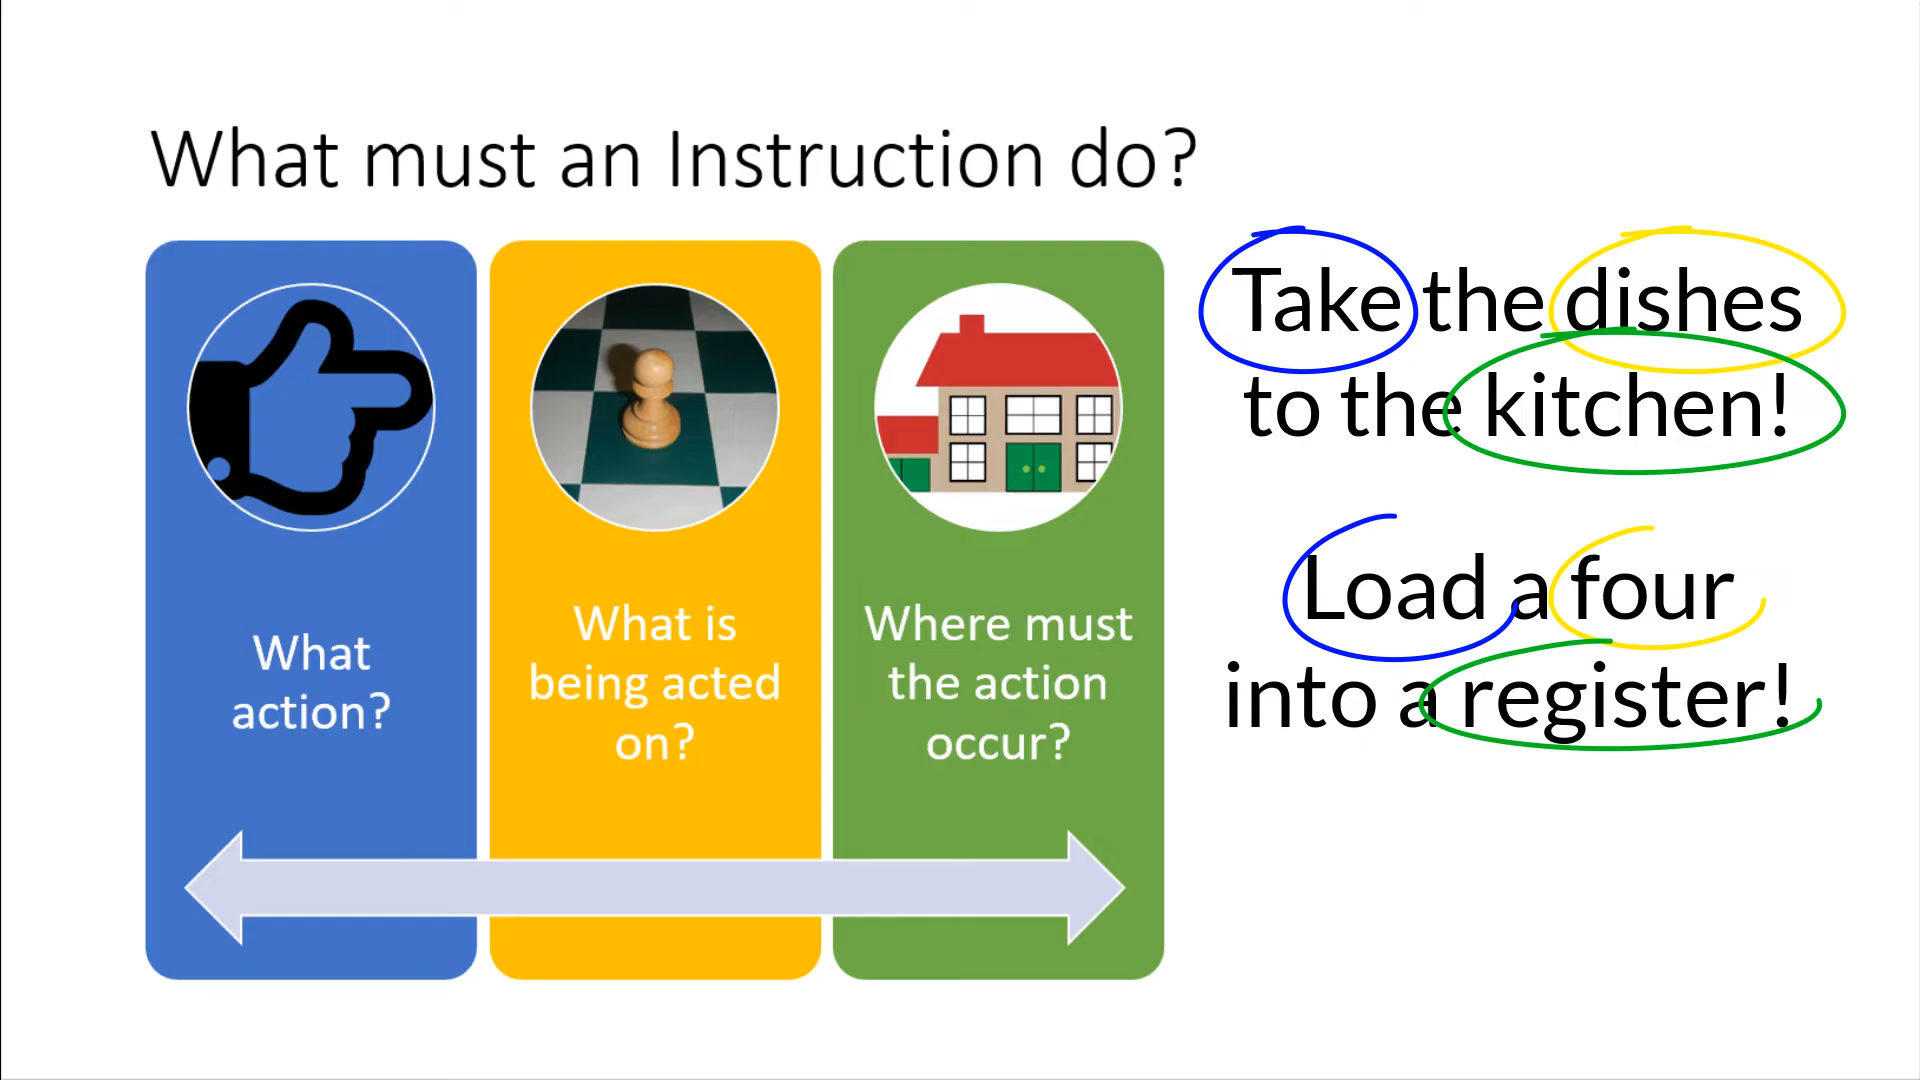 What must an Instruction do?
What
action?
What is
being acted
on?
Where must
the action
occur?
Take the dishes
to the kitchen!
Load a four
into a register!